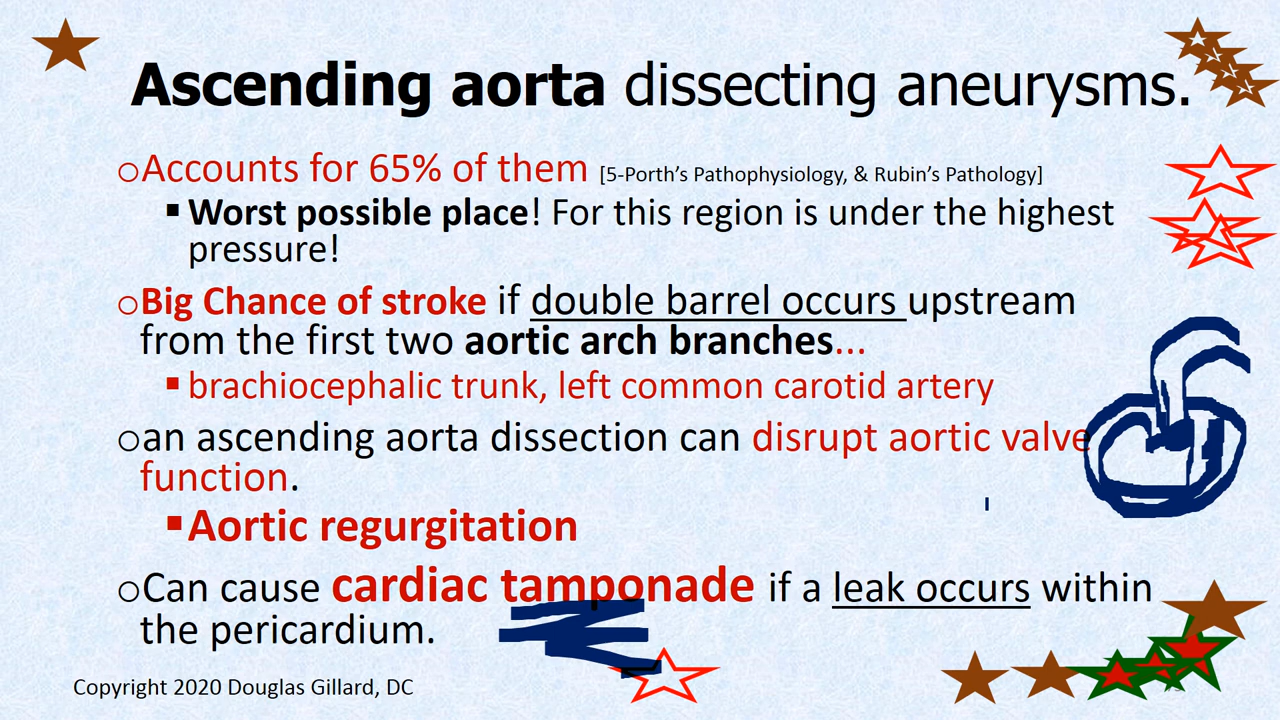 Ascending aorta dissecting aneurysms.
oAccounts for 65% of them [5-Porth's Pathophysiology, & Rubin's Pathology]
▪Worst possible place! For this region is under the highest
pressure!
oBig Chance of stroke if double barrel occurs upstream
from the first two aortic arch branches...
▪brachiocephalic trunk, left common carotid artery
oan ascending aorta dissection can disrupt aortic valve
function.
▪Aortic regurgitation
oCan cause cardiac tamponade if a leak occurs within
the pericardium.
Copyright 2020 Douglas Gillard, DC